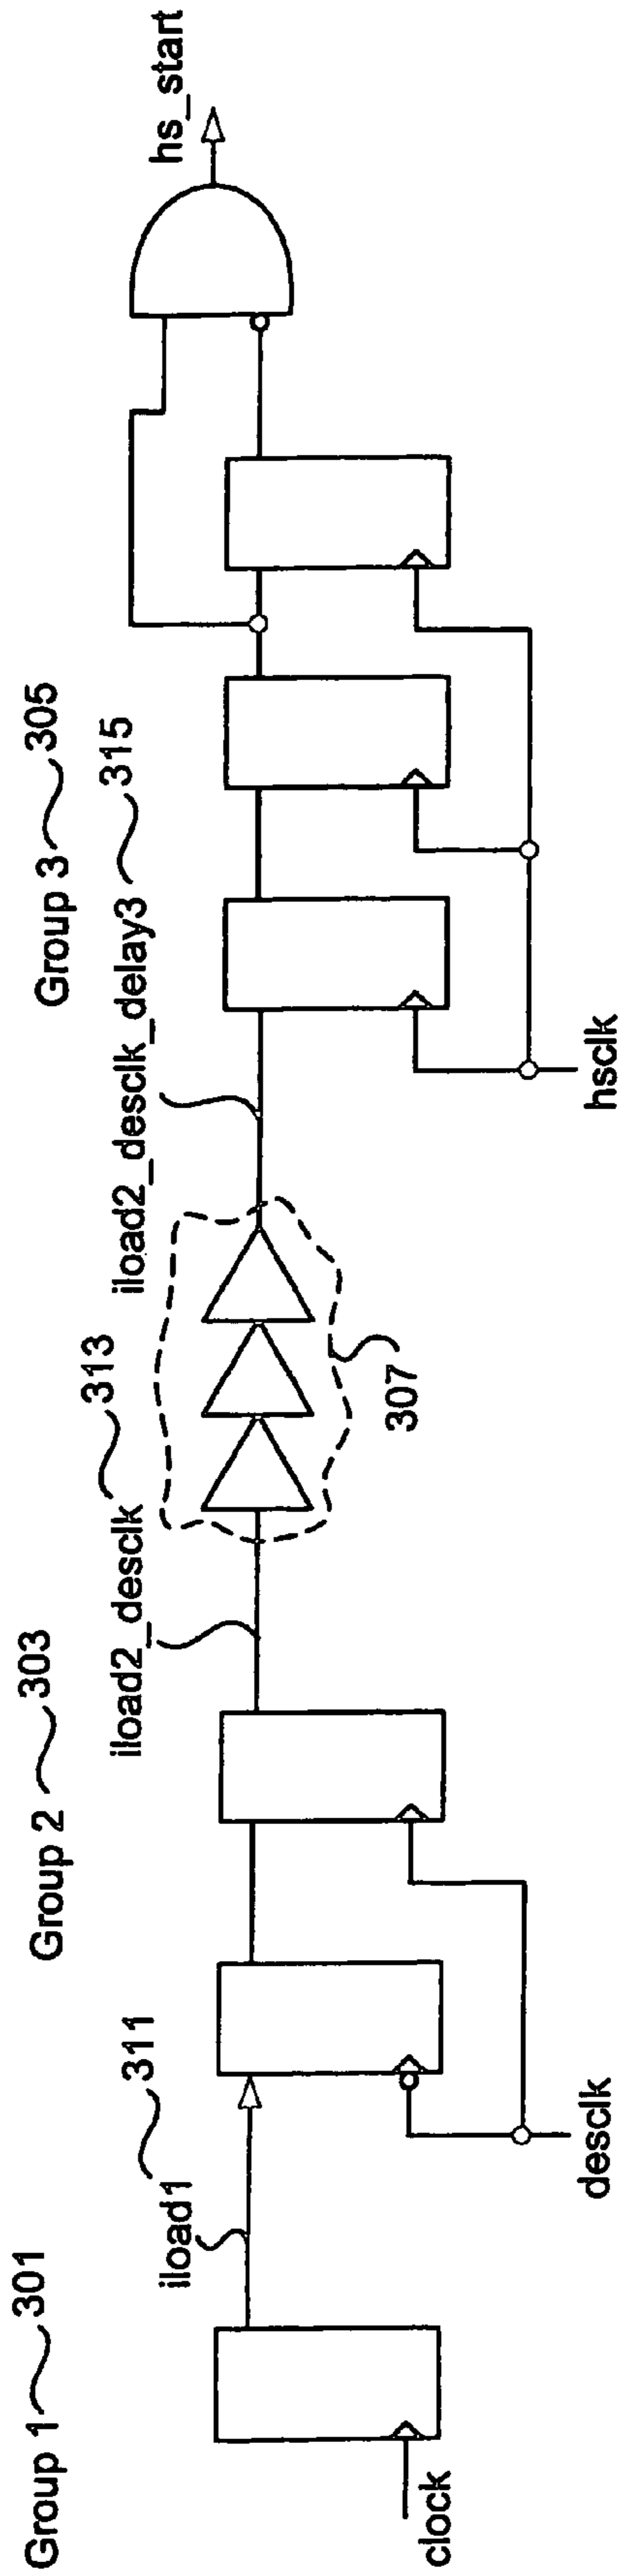 Group 1 301
Group 2 303
Group 3 305
iload1 311
iload2_desclk 313
iload2_desclk_delay3 315
hs_start
307
clock
desclk
hsclk